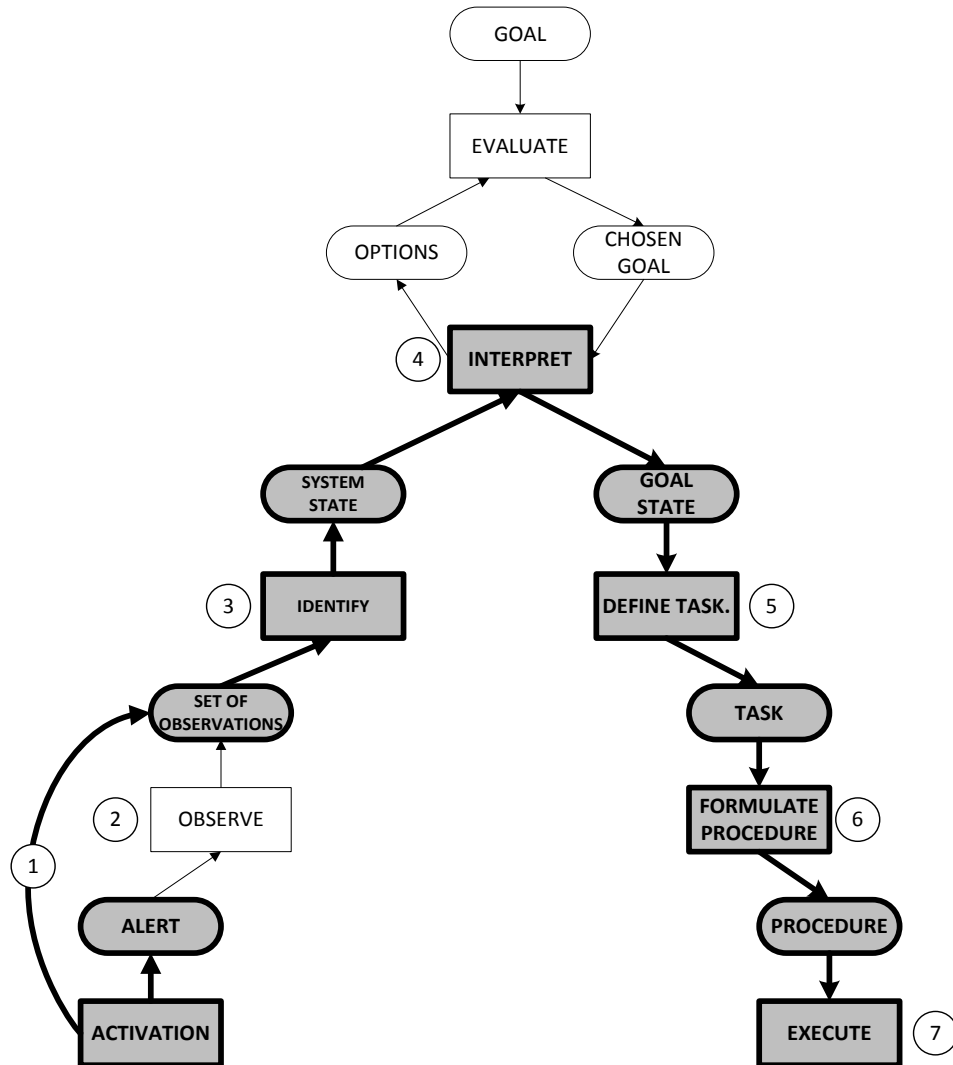 GOAL
EVALUATE
OPTIONS
CHOSEN
GOAL
4
INTERPRET
SYSTEM
STATE
GOAL
STATE
3
IDENTIFY
DEFINE TASK.
5
SET OF
OBSERVATIONS
TASK
2
OBSERVE
FORMULATE
PROCEDURE
6
1
ALERT
PROCEDURE
ACTIVATION
EXECUTE
7